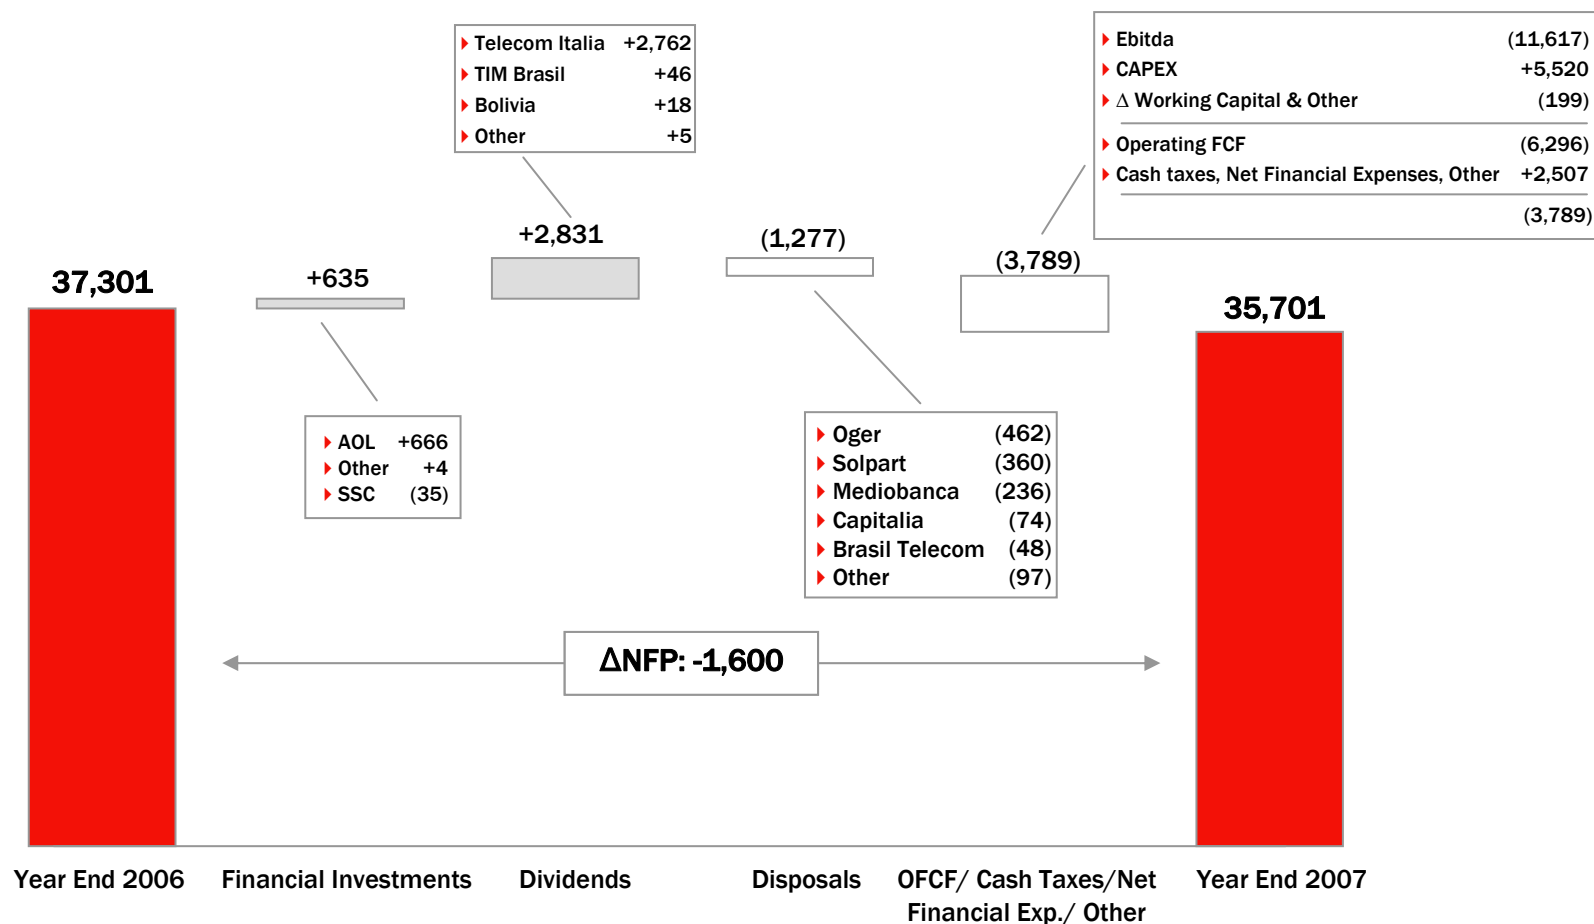 Telecom Italia +2,762
TIM Brasil +46
Bolivia +18
Other +5
Ebitda (11,617)
CAPEX +5,520
Δ Working Capital & Other (199)
Operating FCF (6,296)
Cash taxes, Net Financial Expenses, Other +2,507
(3,789)
37,301
+635
+2,831
(1,277)
(3,789)
35,701
AOL +666
Other +4
SSC (35)
Oger (462)
Solpart (360)
Mediobanca (236)
Capitalia (74)
Brasil Telecom (48)
Other (97)
ΔNFP: -1,600
Year End 2006
Financial Investments
Dividends
Disposals
OFCF/ Cash Taxes/Net
Financial Exp./ Other
Year End 2007